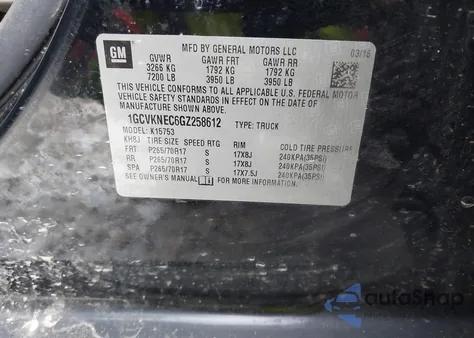 GM
MFD BY GENERAL MOTORS LLC 03/16
GVWR GAWR FRT GAWR RR
3266 KG 1792 KG 1792 KG
7200 LB 3950 LB 3950 LB
THIS VEHICLE CONFORMS TO ALL APPLICABLE U.S. FEDERAL MOTOR
VEHICLE SAFETY STANDARDS IN EFFECT ON THE DATE OF
MANUFACTURE SHOWN ABOVE.
1GCVKNEC6GZ258612 TYPE: TRUCK
MODEL: K15753
KH8J TIRE SIZE SPEED RTG RIM COLD TIRE PRESSURE
FRT P265/70R17 S 17X8J 240KPA(35PSI)
RR P265/70R17 S 17X8J 240KPA(35PSI)
SPA P265/70R17 S 17X7.5J 240KPA(35PSI)
SEE OWNER'S MANUAL FOR MORE INFORMATION.
autoSnap